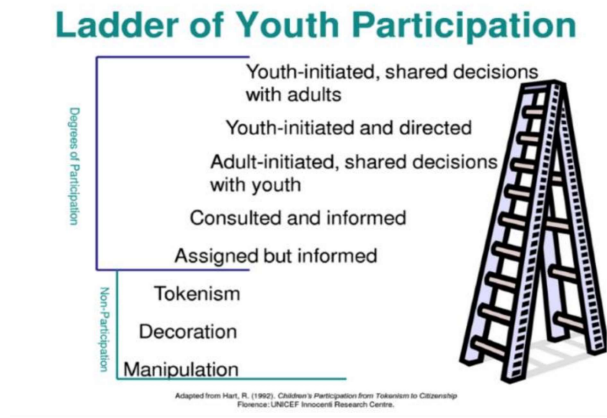 Ladder of Youth Participation
Youth-initiated, shared decisions
with adults
Youth-initiated and directed
Adult-initiated, shared decisions
with youth
Consulted and informed
Assigned but informed
Degrees of Participation
Tokenism
Decoration
Manipulation
Non-Participation
Adapted from Hart, R. (1992). Children's Participation from Tokenism to Citizenship
Florence: UNICEF Innocenti Research Centre.